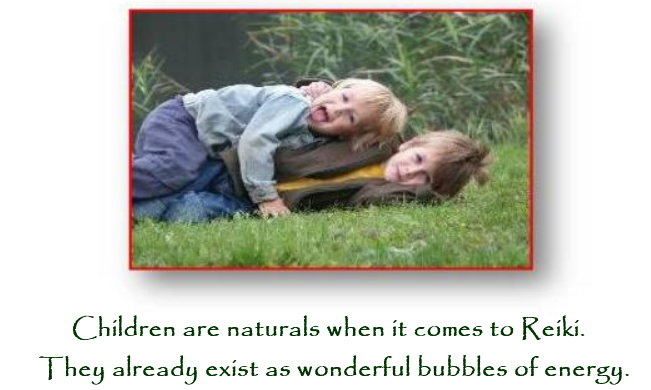 Children are naturals when it comes to Reiki.
They already exist as wonderful bubbles of energy.